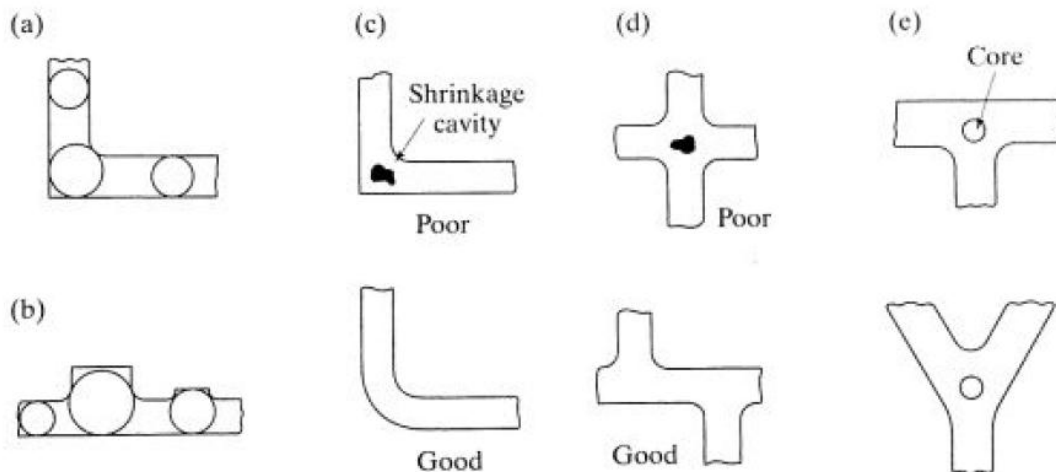 (a)
(c)
(d)
(e)
Core
Shrinkage
cavity
Poor
Poor
(b)
Good
Good